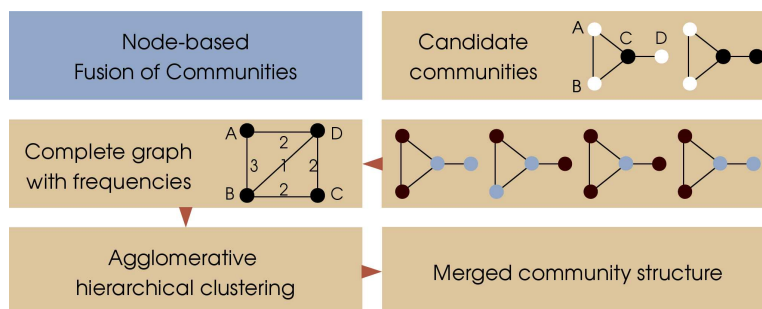 Node-based
Fusion of Communities
Candidate
communities
A
C
D
B
Complete graph
with frequencies
A
D
2
3
1
2
B
2
C
Agglomerative
hierarchical clustering
Merged community structure